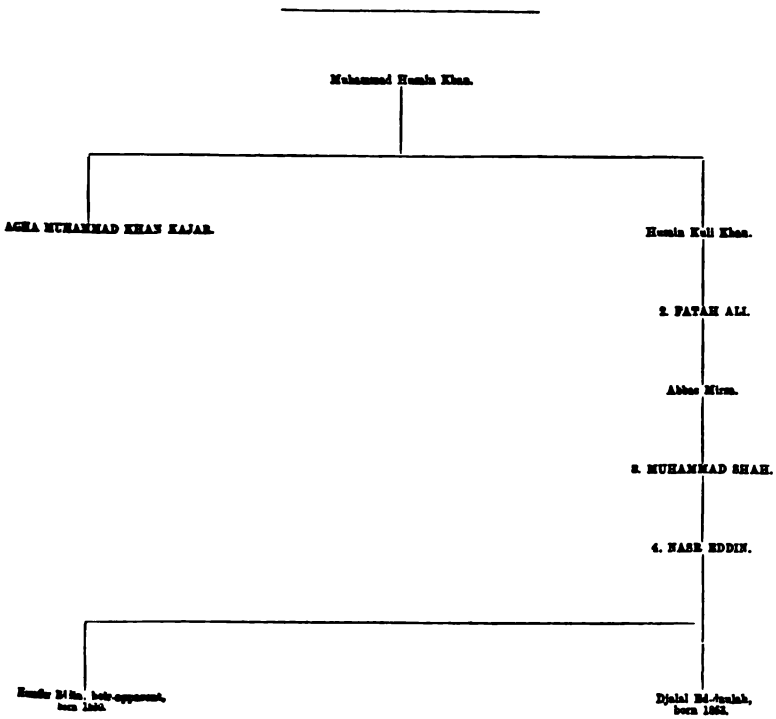 Muhammad Husain Khan.
AGHA MUHAMMAD KHAN KAJAR.
Husain Kuli Khan.
2. FATAH ALI.
Abbas Mirza.
3. MUHAMMAD SHAH.
4. NASR EDDIN.
heir-apparent,
born
Djalal Ed-daulah,
born